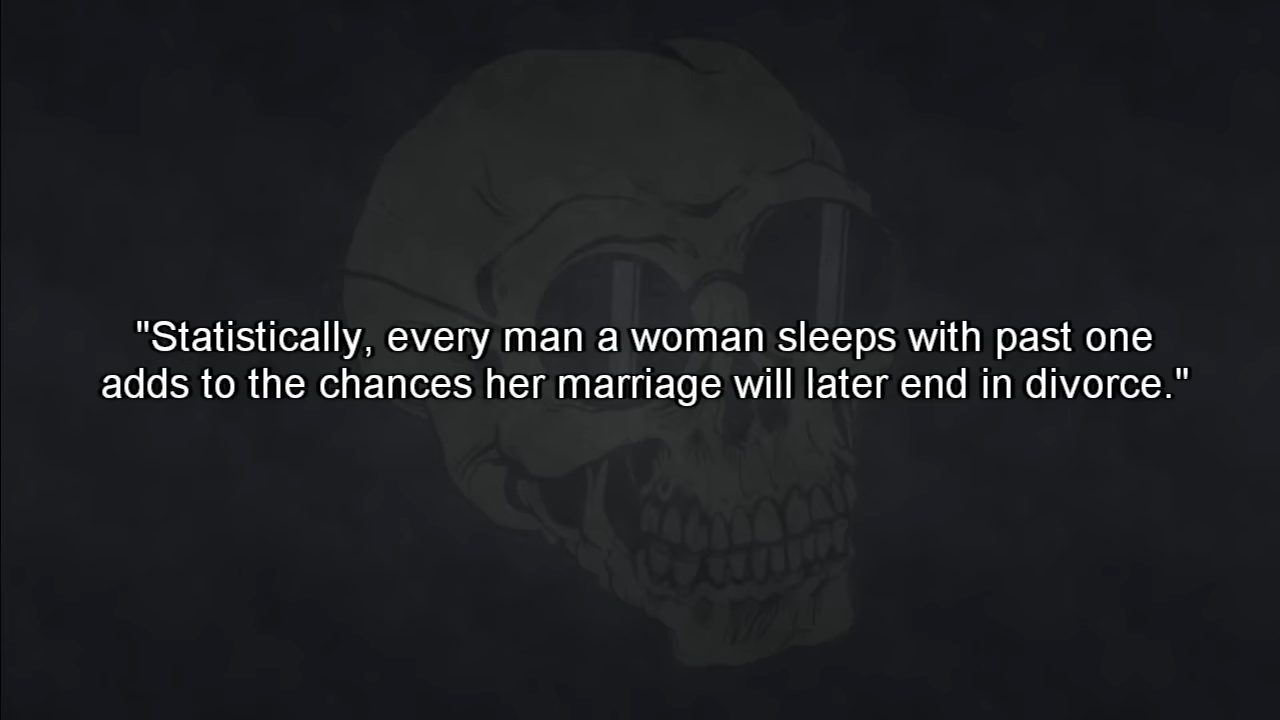 "Statistically, every man a woman sleeps with past one
adds to the chances her marriage will later end in divorce."